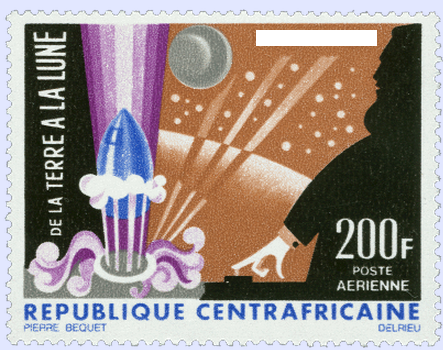 DE LA TERRE A LA LUNE
200F
POSTE
AERIENNE
REPUBLIQUE CENTRAFRICAINE
PIERRE BEQUET
DELRIEU